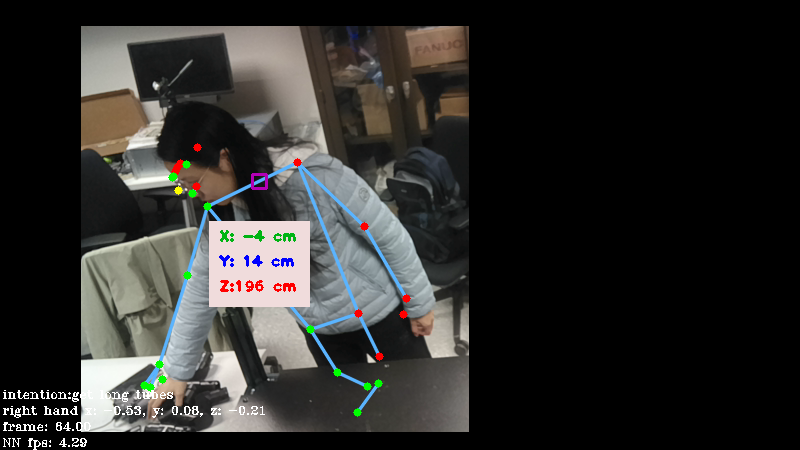 FANUC
X: -4 cm
Y: 14 cm
Z:196 cm
intention:get long tubes
right hand x: -0.53, y: 0.08, z: -0.21
frame: 64.00
NN fps: 4.29